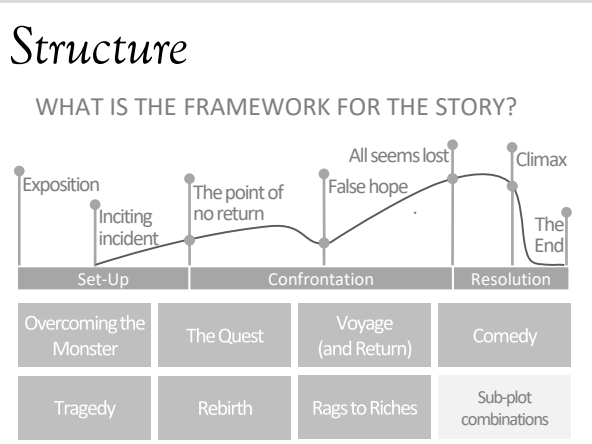 Structure
WHAT IS THE FRAMEWORK FOR THE STORY?
Exposition
Inciting
incident
The point of
no return
False hope
All seems lost
Climax
The
End
Set-Up
Confrontation
Resolution
Overcoming the
Monster
The Quest
Voyage
(and Return)
Comedy
Tragedy
Rebirth
Rags to Riches
Sub-plot
combinations